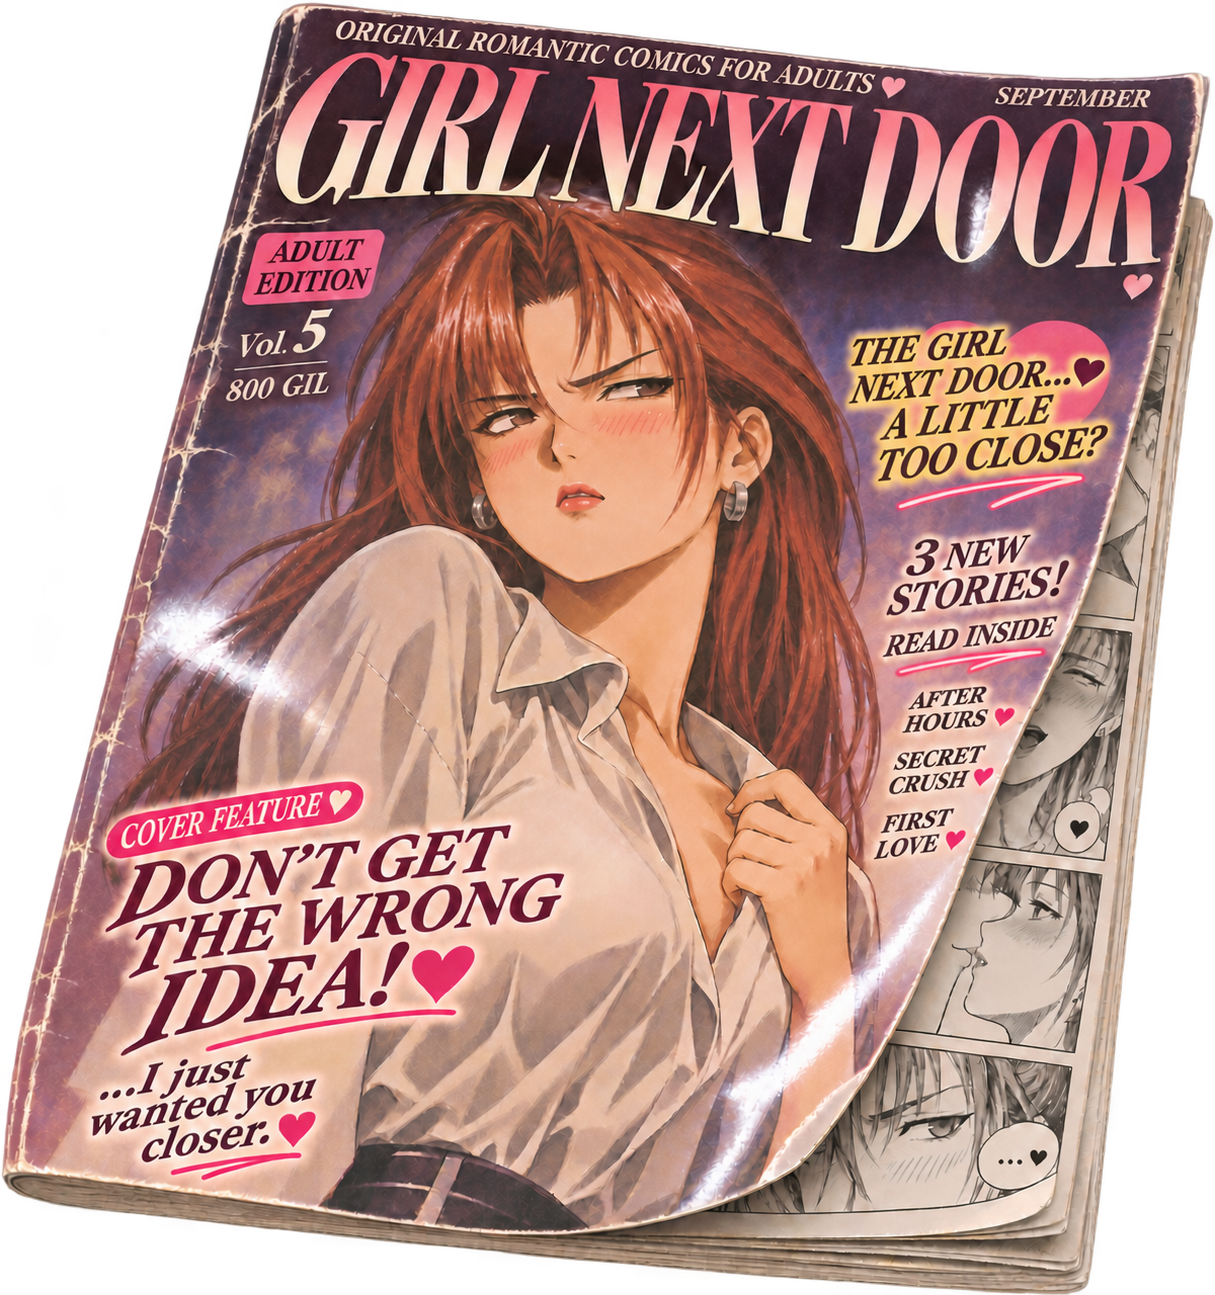 ORIGINAL ROMANTIC COMICS FOR ADULTS ♥
SEPTEMBER
GIRL NEXT DOOR
ADULT
EDITION
Vol. 5
800 GIL
THE GIRL
NEXT DOOR...♥
A LITTLE
TOO CLOSE?
3 NEW
STORIES!
READ INSIDE
AFTER
HOURS ♥
SECRET
CRUSH ♥
FIRST
LOVE ♥
COVER FEATURE ♥
DON'T GET
THE WRONG
IDEA! ♥
...I just
wanted you
closer. ♥
♥
... ♥